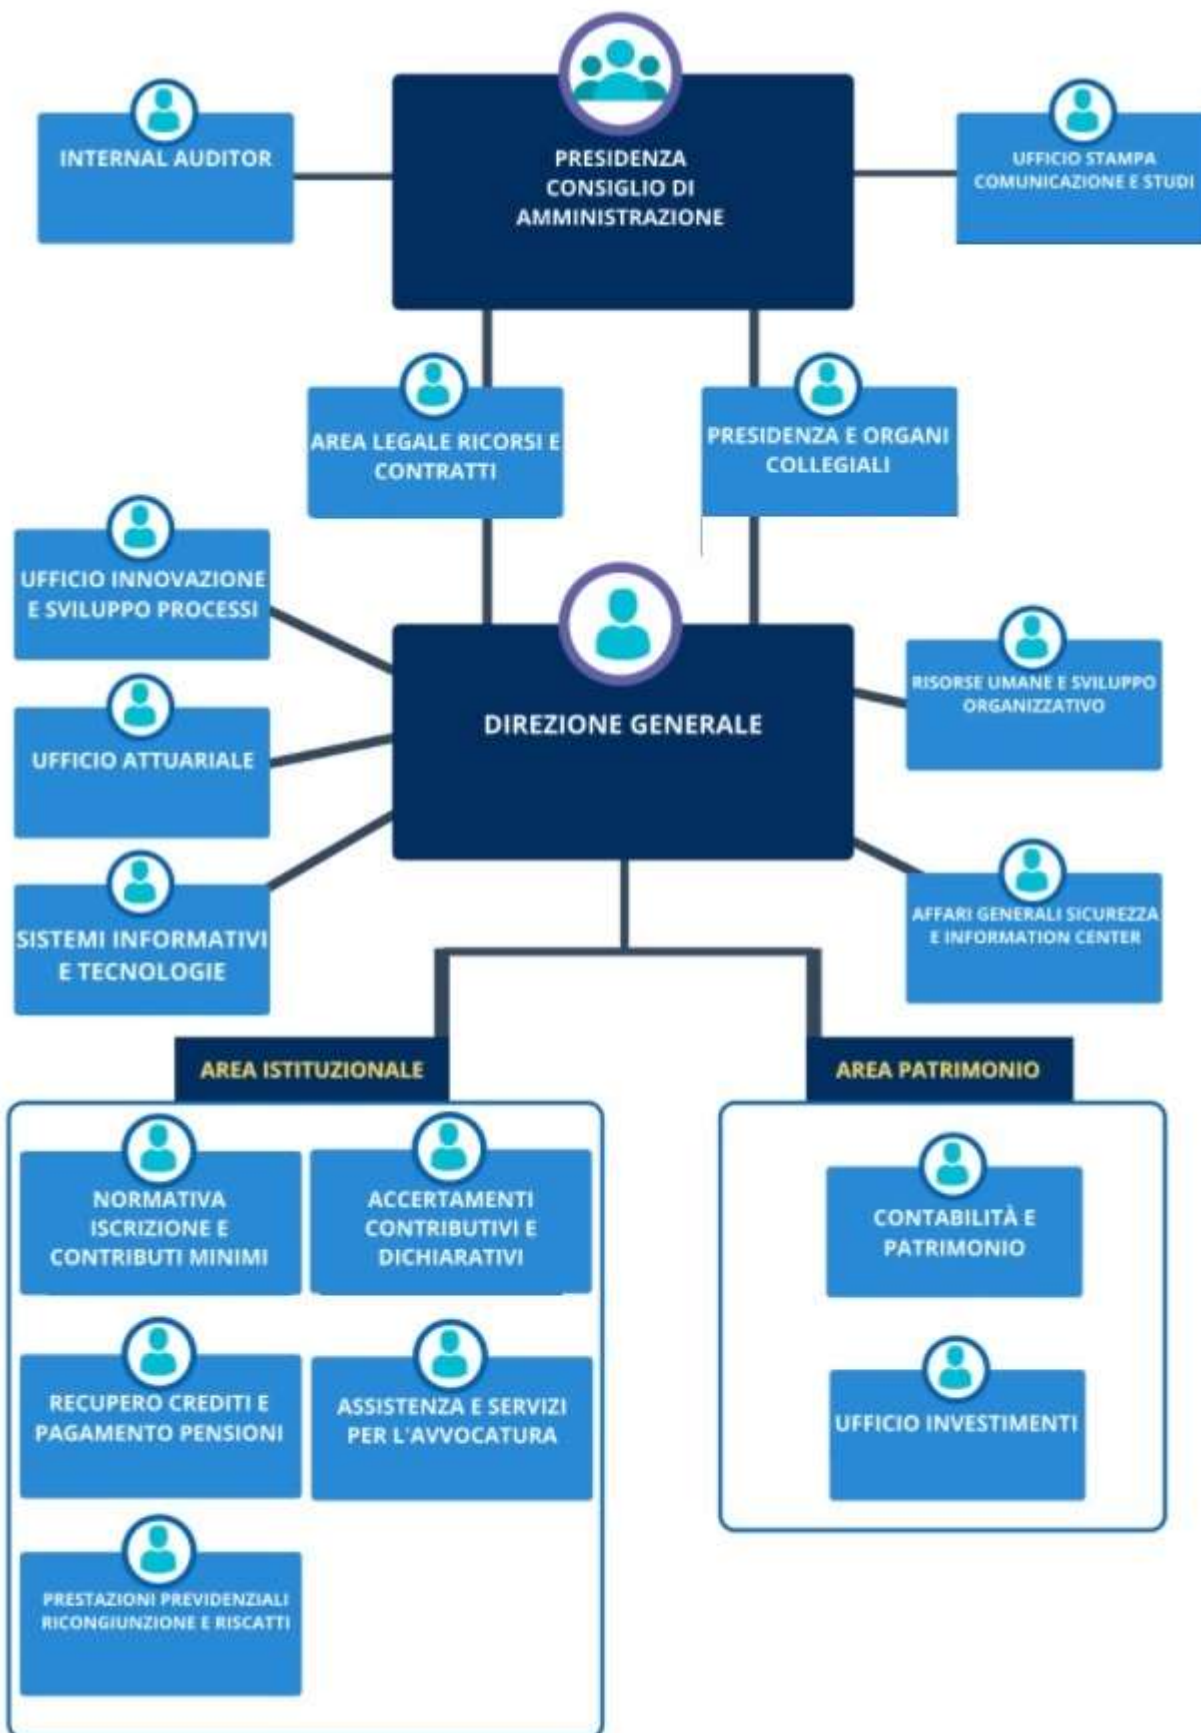 INTERNAL AUDITOR
PRESIDENZA
CONSIGLIO DI
AMMINISTRAZIONE
UFFICIO STAMPA
COMUNICAZIONE E STUDI
AREA LEGALE RICORSI E
CONTRATTI
PRESIDENZA E ORGANI
COLLEGIALI
UFFICIO INNOVAZIONE
E SVILUPPO PROCESSI
UFFICIO ATTUARIALE
SISTEMI INFORMATIVI
E TECNOLOGIE
DIREZIONE GENERALE
RISORSE UMANE E SVILUPPO
ORGANIZZATIVO
AFFARI GENERALI SICUREZZA
E INFORMATION CENTER
AREA ISTITUZIONALE
NORMATIVA
ISCRIZIONE E
CONTRIBUTI MINIMI
ACCERTAMENTI
CONTRIBUTIVI E
DICHIARATIVI
RECUPERO CREDITI E
PAGAMENTO PENSIONI
ASSISTENZA E SERVIZI
PER L'AVVOCATURA
PRESTAZIONI PREVIDENZIALI
RICONGIUNZIONE E RISCATTI
AREA PATRIMONIO
CONTABILITÀ E
PATRIMONIO
UFFICIO INVESTIMENTI